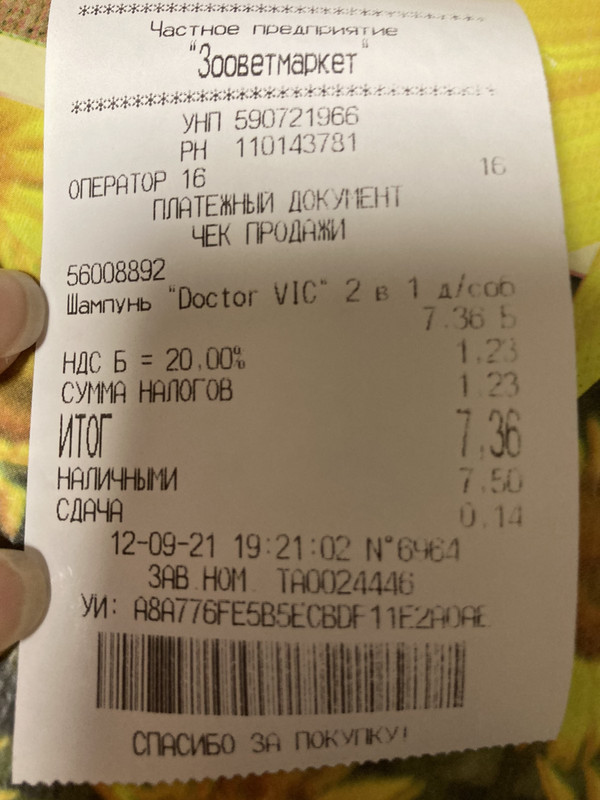 ************************************
Частное предприятие
"Зооветмаркет"
************************************
УНП 590721966
РН 110143781
ОПЕРАТОР 16 16
ПЛАТЕЖНЫЙ ДОКУМЕНТ
ЧЕК ПРОДАЖИ
56008892
Шампунь "Doctor VIC" 2 в 1 д/соб
7.36 Б
НДС Б = 20,00% 1,23
СУММА НАЛОГОВ 1.23
ИТОГ 7,36
НАЛИЧНЫМИ 7.50
СДАЧА 0,14
12-09-21 19:21:02 N°6964
ЗАВ.НОМ. TA0024446
УИ: A8A776FE5B5ECBDF11E2A0AE
СПАСИБО ЗА ПОКУПКУ!